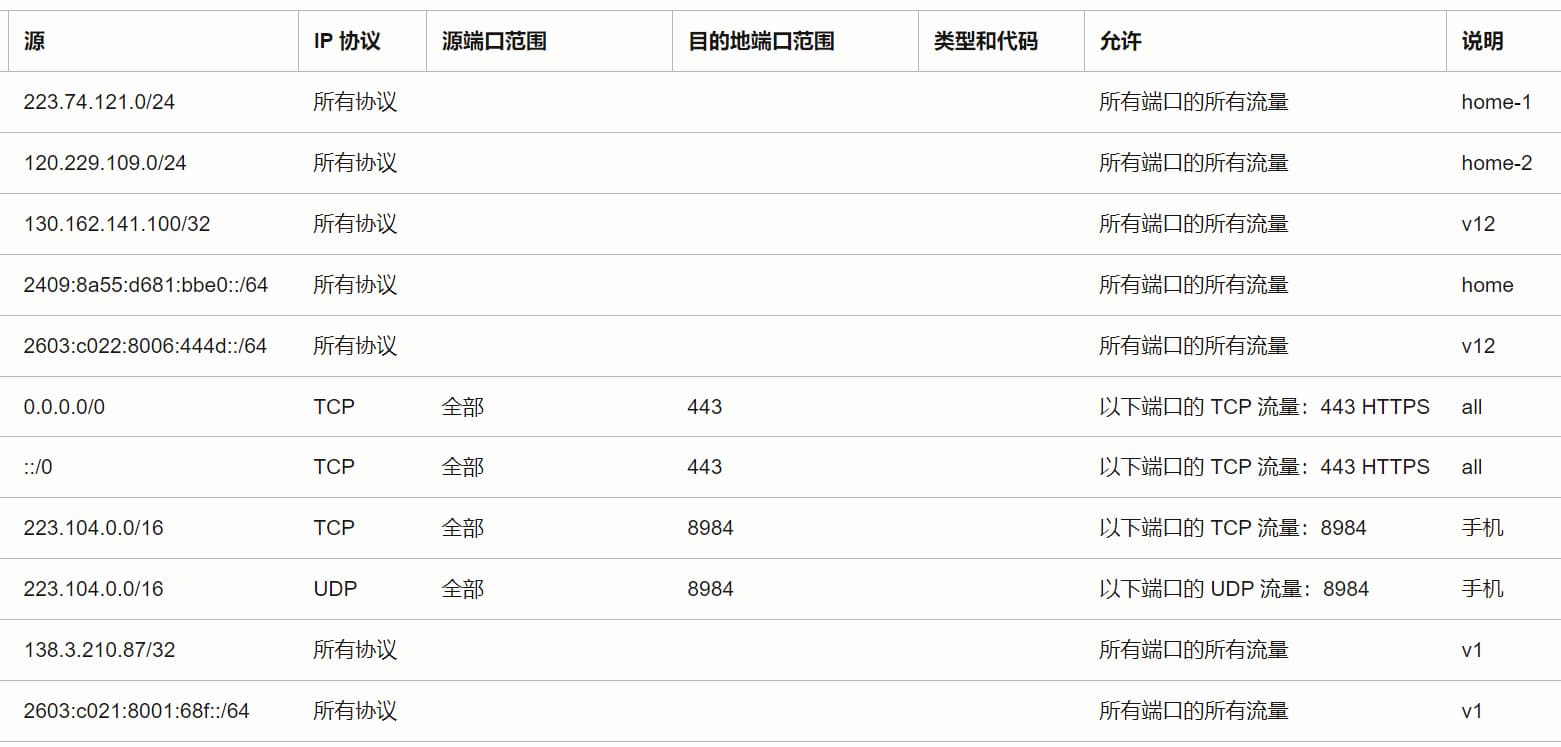 源 IP 协议 源端口范围 目的地端口范围 类型和代码 允许 说明
223.74.121.0/24 所有协议 所有端口的所有流量 home-1
120.229.109.0/24 所有协议 所有端口的所有流量 home-2
130.162.141.100/32 所有协议 所有端口的所有流量 v12
2409:8a55:d681:bbe0::/64 所有协议 所有端口的所有流量 home
2603:c022:8006:444d::/64 所有协议 所有端口的所有流量 v12
0.0.0.0/0 TCP 全部 443 以下端口的 TCP 流量：443 HTTPS all
::/0 TCP 全部 443 以下端口的 TCP 流量：443 HTTPS all
223.104.0.0/16 TCP 全部 8984 以下端口的 TCP 流量：8984 手机
223.104.0.0/16 UDP 全部 8984 以下端口的 UDP 流量：8984 手机
138.3.210.87/32 所有协议 所有端口的所有流量 v1
2603:c021:8001:68f::/64 所有协议 所有端口的所有流量 v1